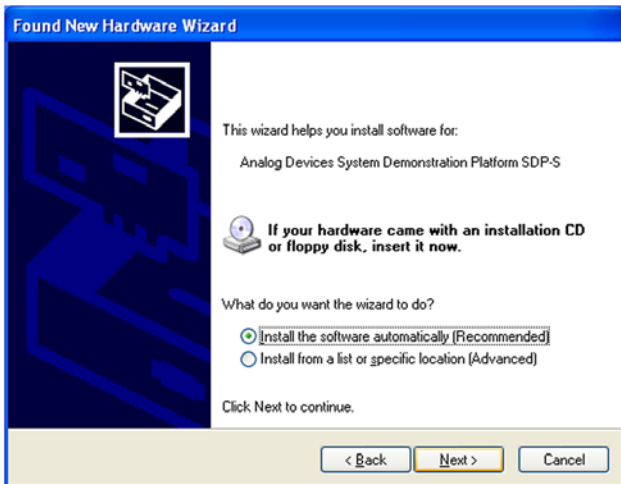 Found New Hardware Wizard
This wizard helps you install software for:
Analog Devices System Demonstration Platform SDP-S
If your hardware came with an installation CD
or floppy disk, insert it now.
What do you want the wizard to do?
Install the software automatically (Recommended)
Install from a list or specific location (Advanced)
Click Next to continue.
< Back Next > Cancel